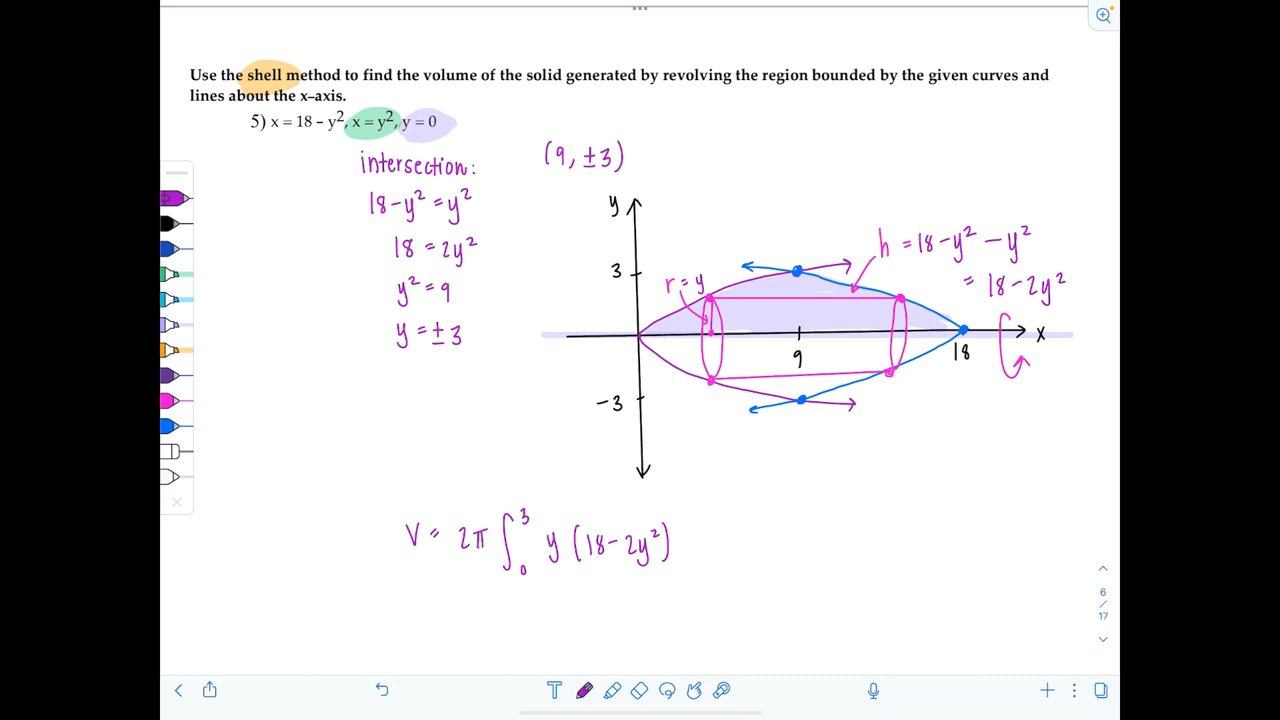 Use the shell method to find the volume of the solid generated by revolving the region bounded by the given curves and
lines about the x–axis.
5) x = 18 – y², x = y², y = 0
intersection:
18-y² = y²
18 = 2y²
y² = 9
y = ±3
(9, ±3)
y
h = 18-y² - y²
= 18-2y²
3
r = y
x
9
18
-3
V = 2π ∫₀³ y (18-2y²)
6
/
17
T